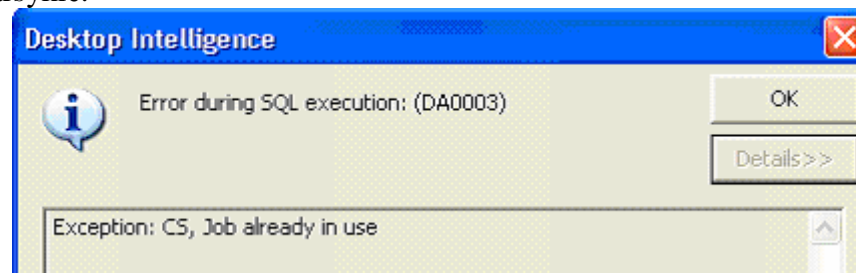 Desktop Intelligence
Error during SQL execution: (DA0003)
OK
Details>>
Exception: CS, Job already in use